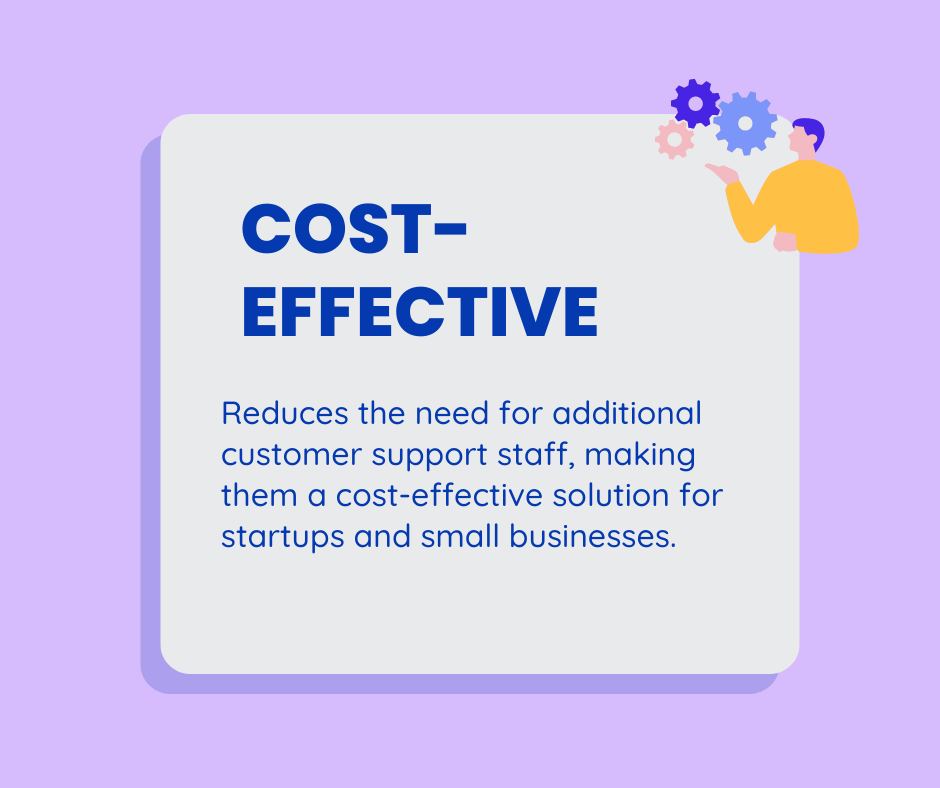 COST-
EFFECTIVE
Reduces the need for additional
customer support staff, making
them a cost-effective solution for
startups and small businesses.